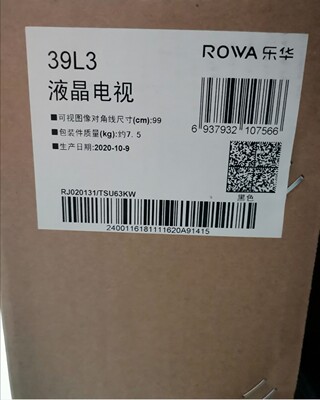 ROWA 乐华
39L3
液晶电视
■可视图像对角线尺寸(cm):99
■包装件质量(kg):约7.5
■生产日期:2020-10-9
6 937932 107566
黑色
RJ020131/TSU63KW
2400116181111620A91415